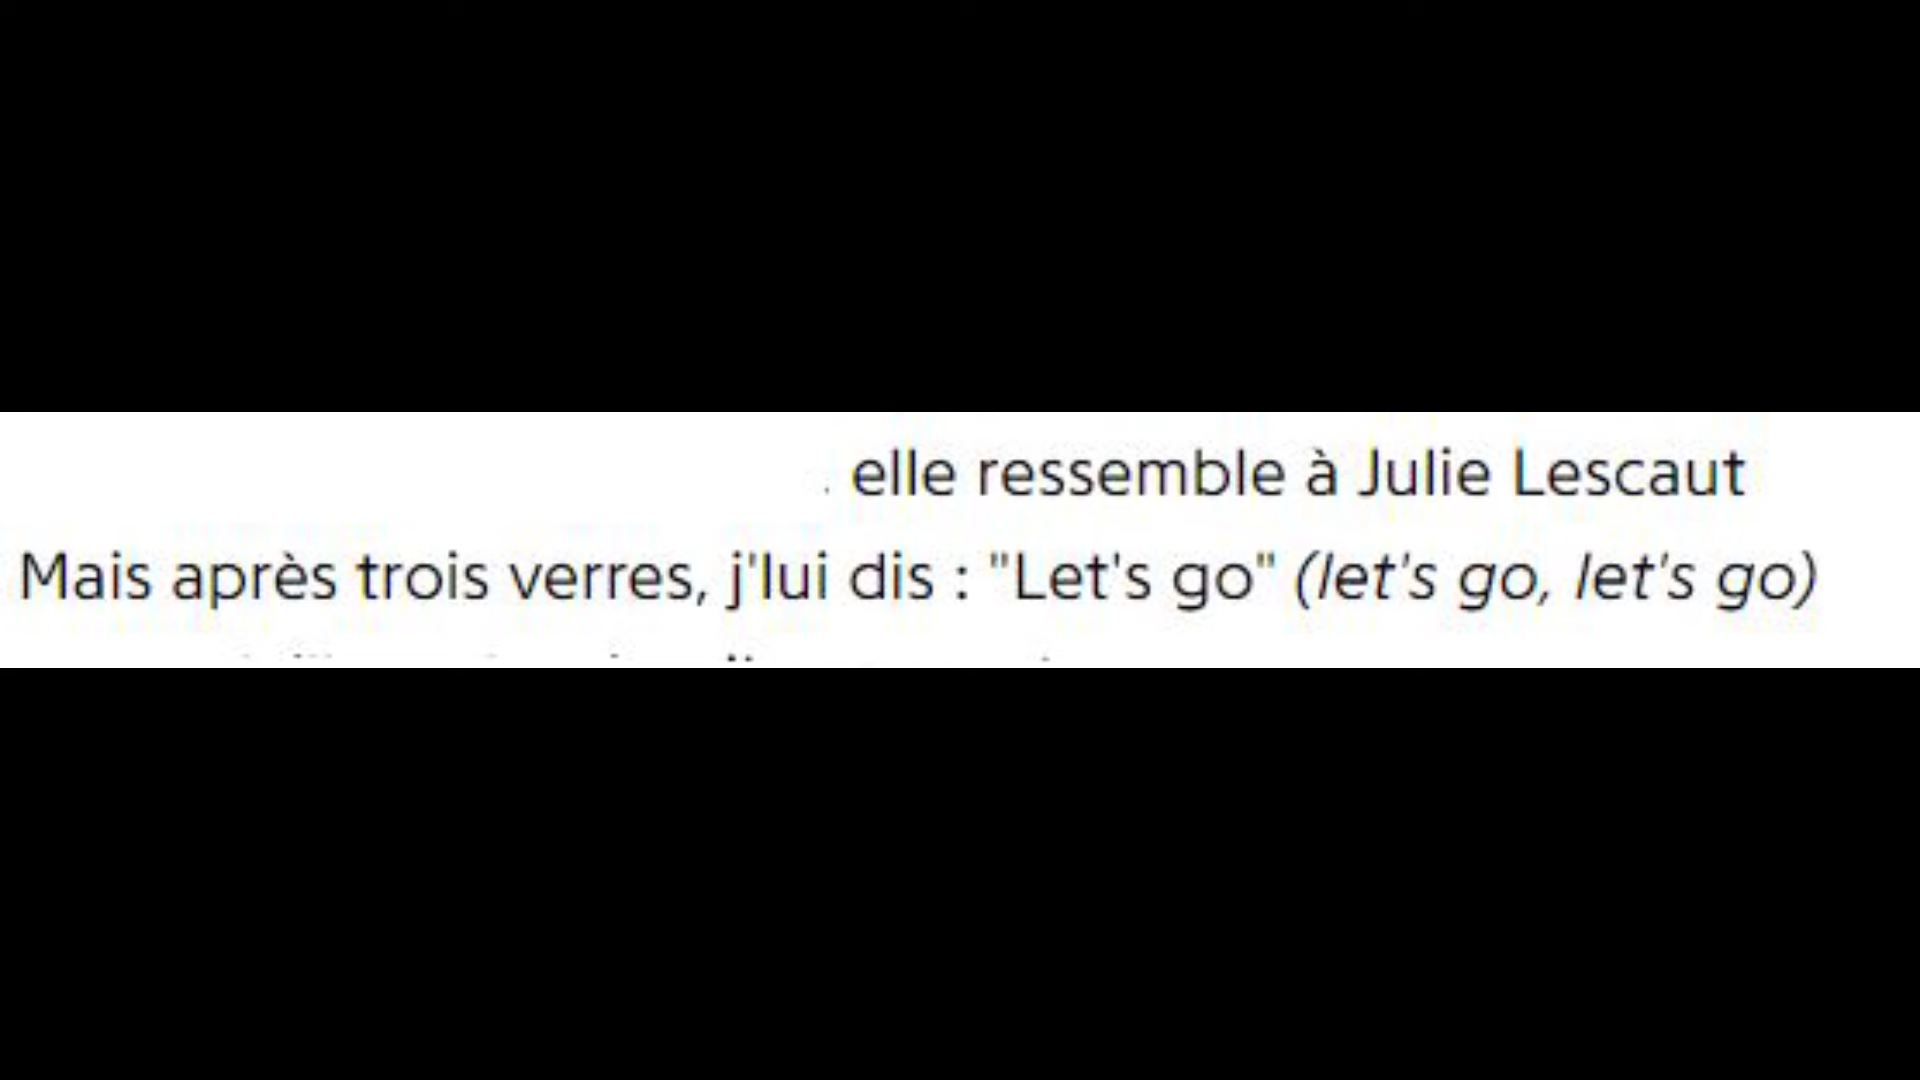 elle ressemble à Julie Lescaut
Mais après trois verres, j'lui dis : "Let's go" (let's go, let's go)